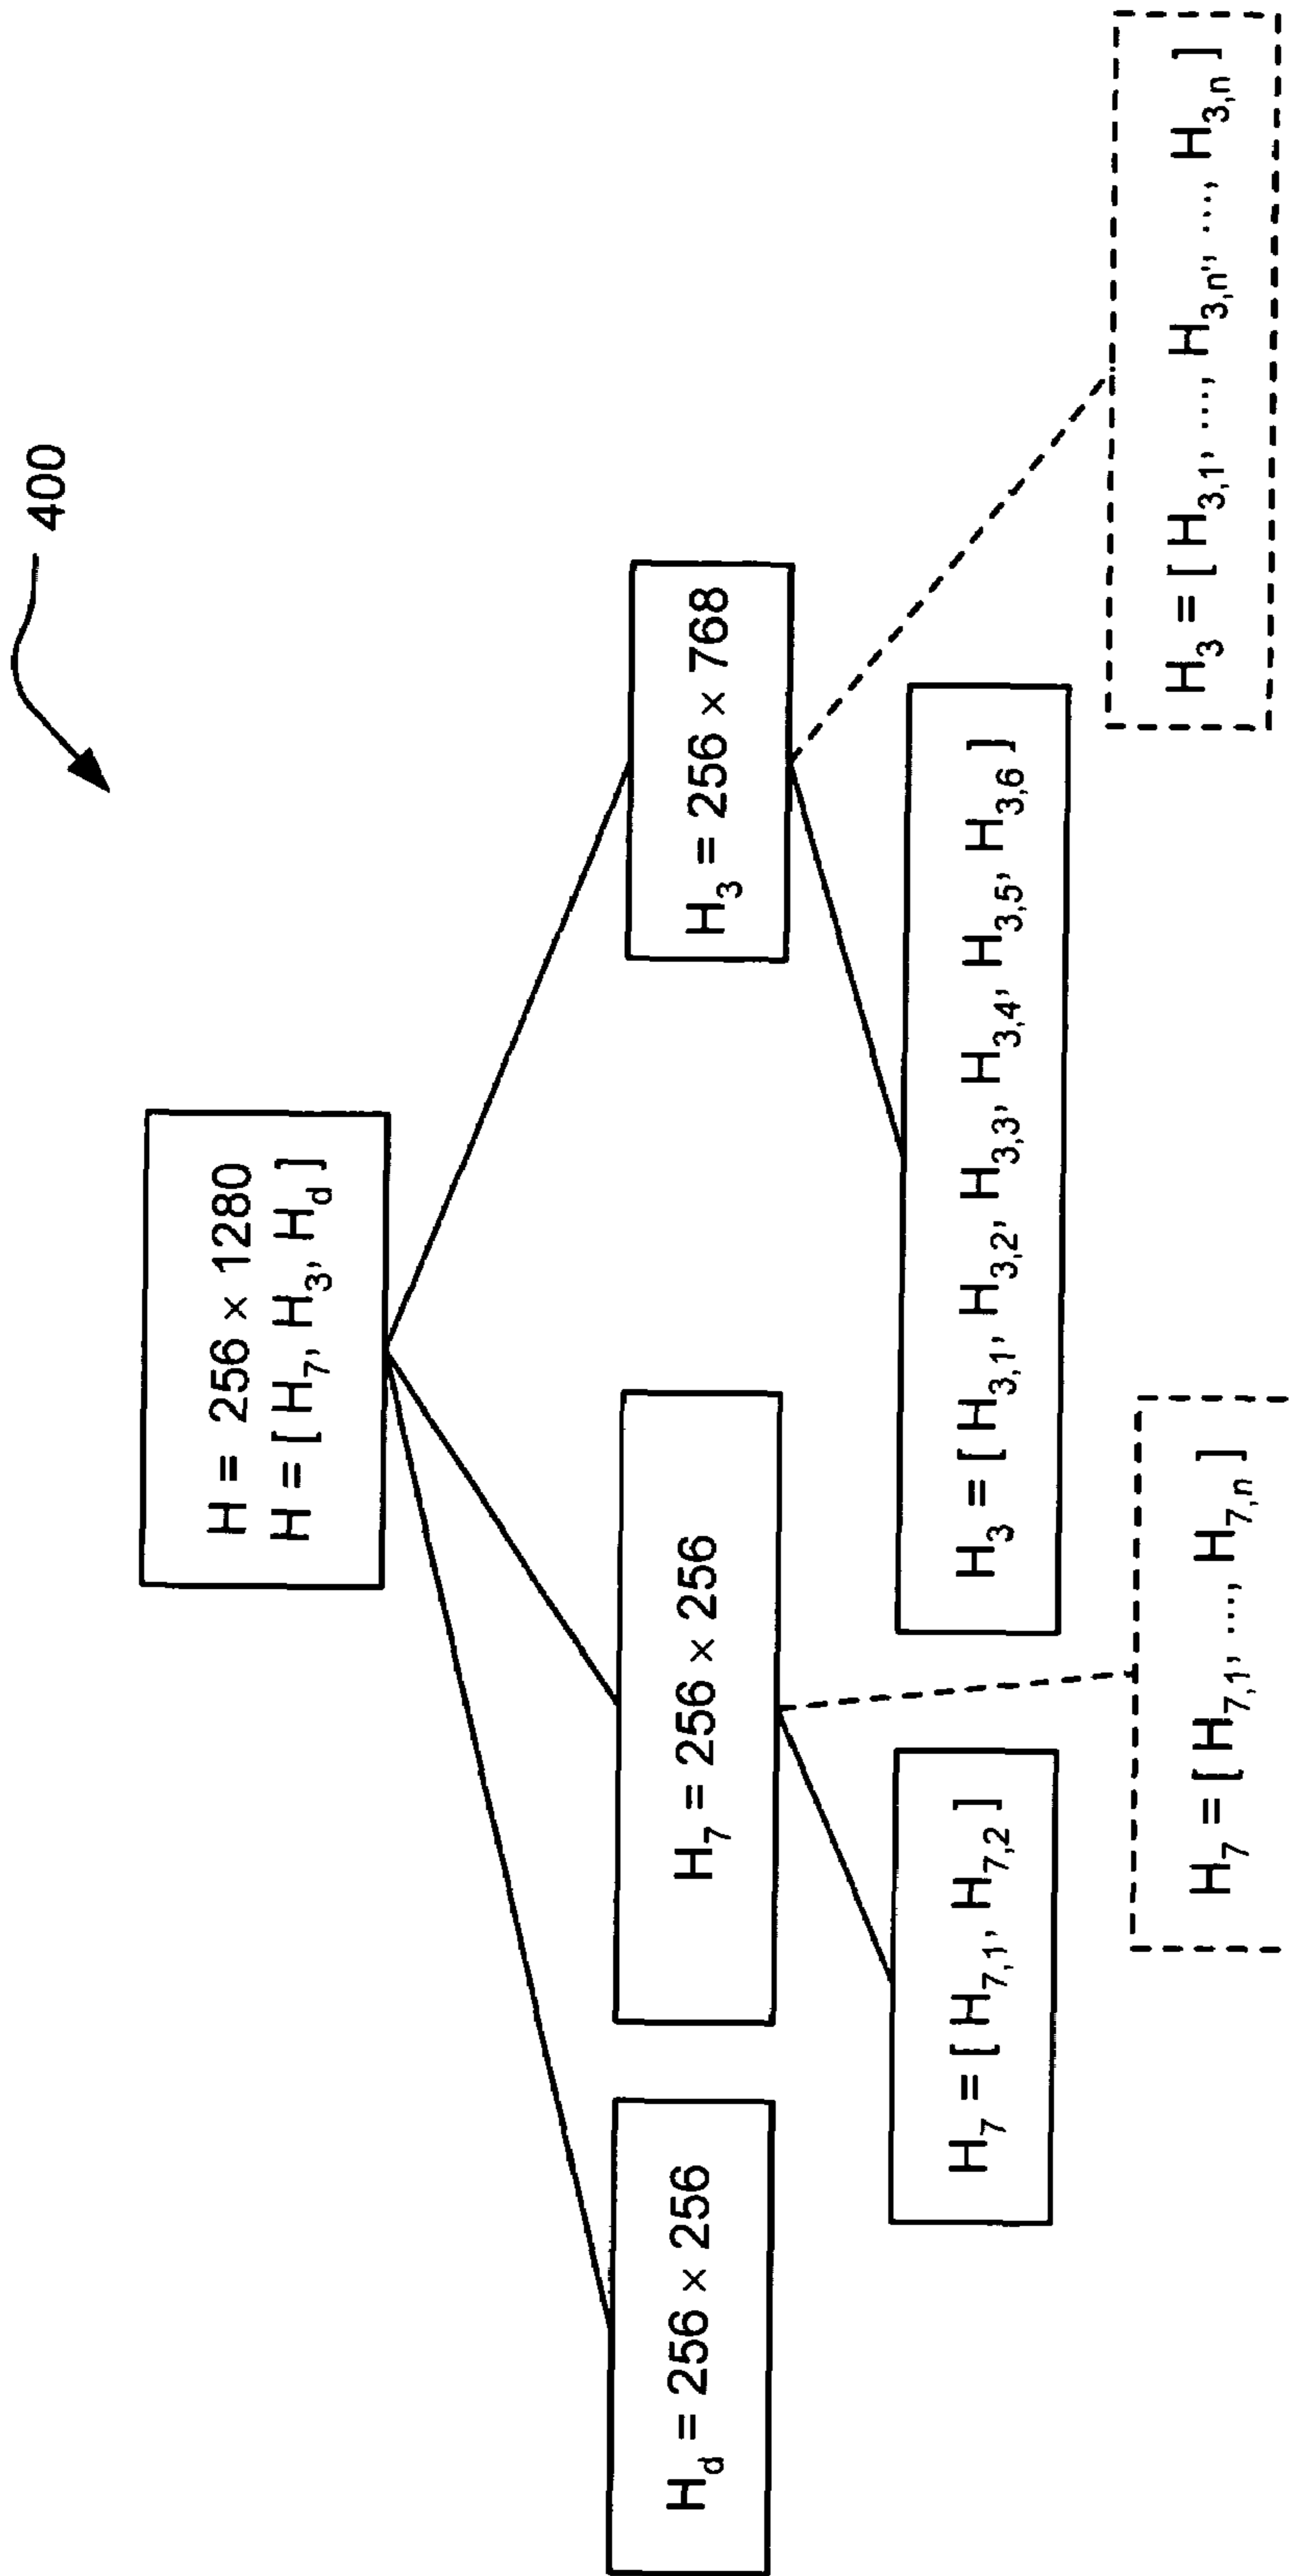 400
H = 256 × 1280
H = [ H₇, H₃, H_d ]
H_d = 256 × 256
H₇ = 256 × 256
H₃ = 256 × 768
H₇ = [ H₇,₁, H₇,₂ ]
H₃ = [ H₃,₁, H₃,₂, H₃,₃, H₃,₄, H₃,₅, H₃,₆ ]
H₇ = [ H₇,₁, ..., H₇,ₙ ]
H₃ = [ H₃,₁, ..., H₃,ₙ", ..., H₃,ₙ ]